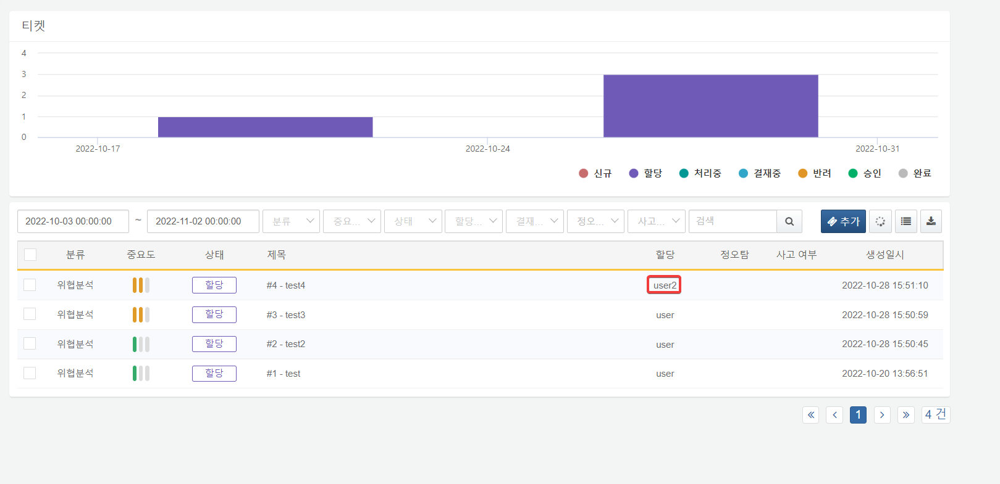 티켓
4
3
2
1
0
2022-10-17 2022-10-24 2022-10-31
신규 할당 처리중 결재중 반려 승인 완료
2022-10-03 00:00:00 ~ 2022-11-02 00:00:00 분류 중요... 상태 할당... 결재... 정오... 사고... 검색 추가
분류 중요도 상태 제목 할당 정오탐 사고 여부 생성일시
위협분석 할당 #4 - test4 user2 2022-10-28 15:51:10
위협분석 할당 #3 - test3 user 2022-10-28 15:50:59
위협분석 할당 #2 - test2 user 2022-10-28 15:50:45
위협분석 할당 #1 - test user 2022-10-20 13:56:51
« ‹ 1 › » 4 건